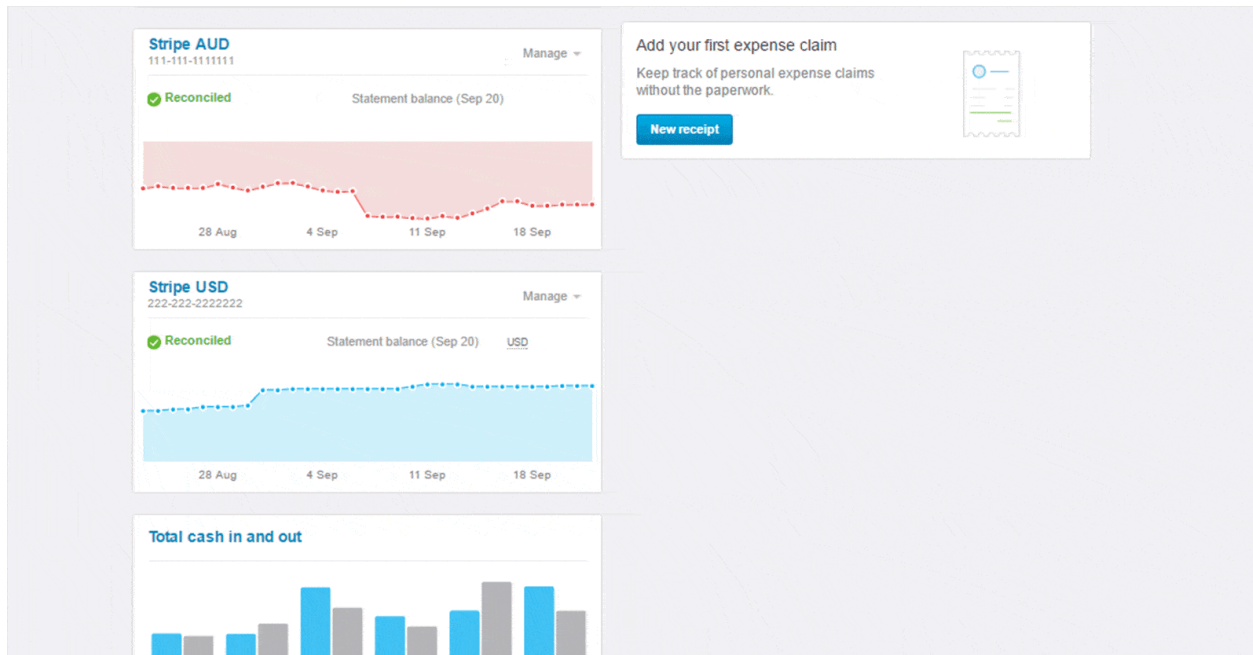 Stripe AUD
111-111-1111111
Manage
Reconciled
Statement balance (Sep 20)
28 Aug
4 Sep
11 Sep
18 Sep
Add your first expense claim
Keep track of personal expense claims
without the paperwork.
New receipt
Stripe USD
222-222-2222222
Manage
Reconciled
Statement balance (Sep 20)
USD
28 Aug
4 Sep
11 Sep
18 Sep
Total cash in and out